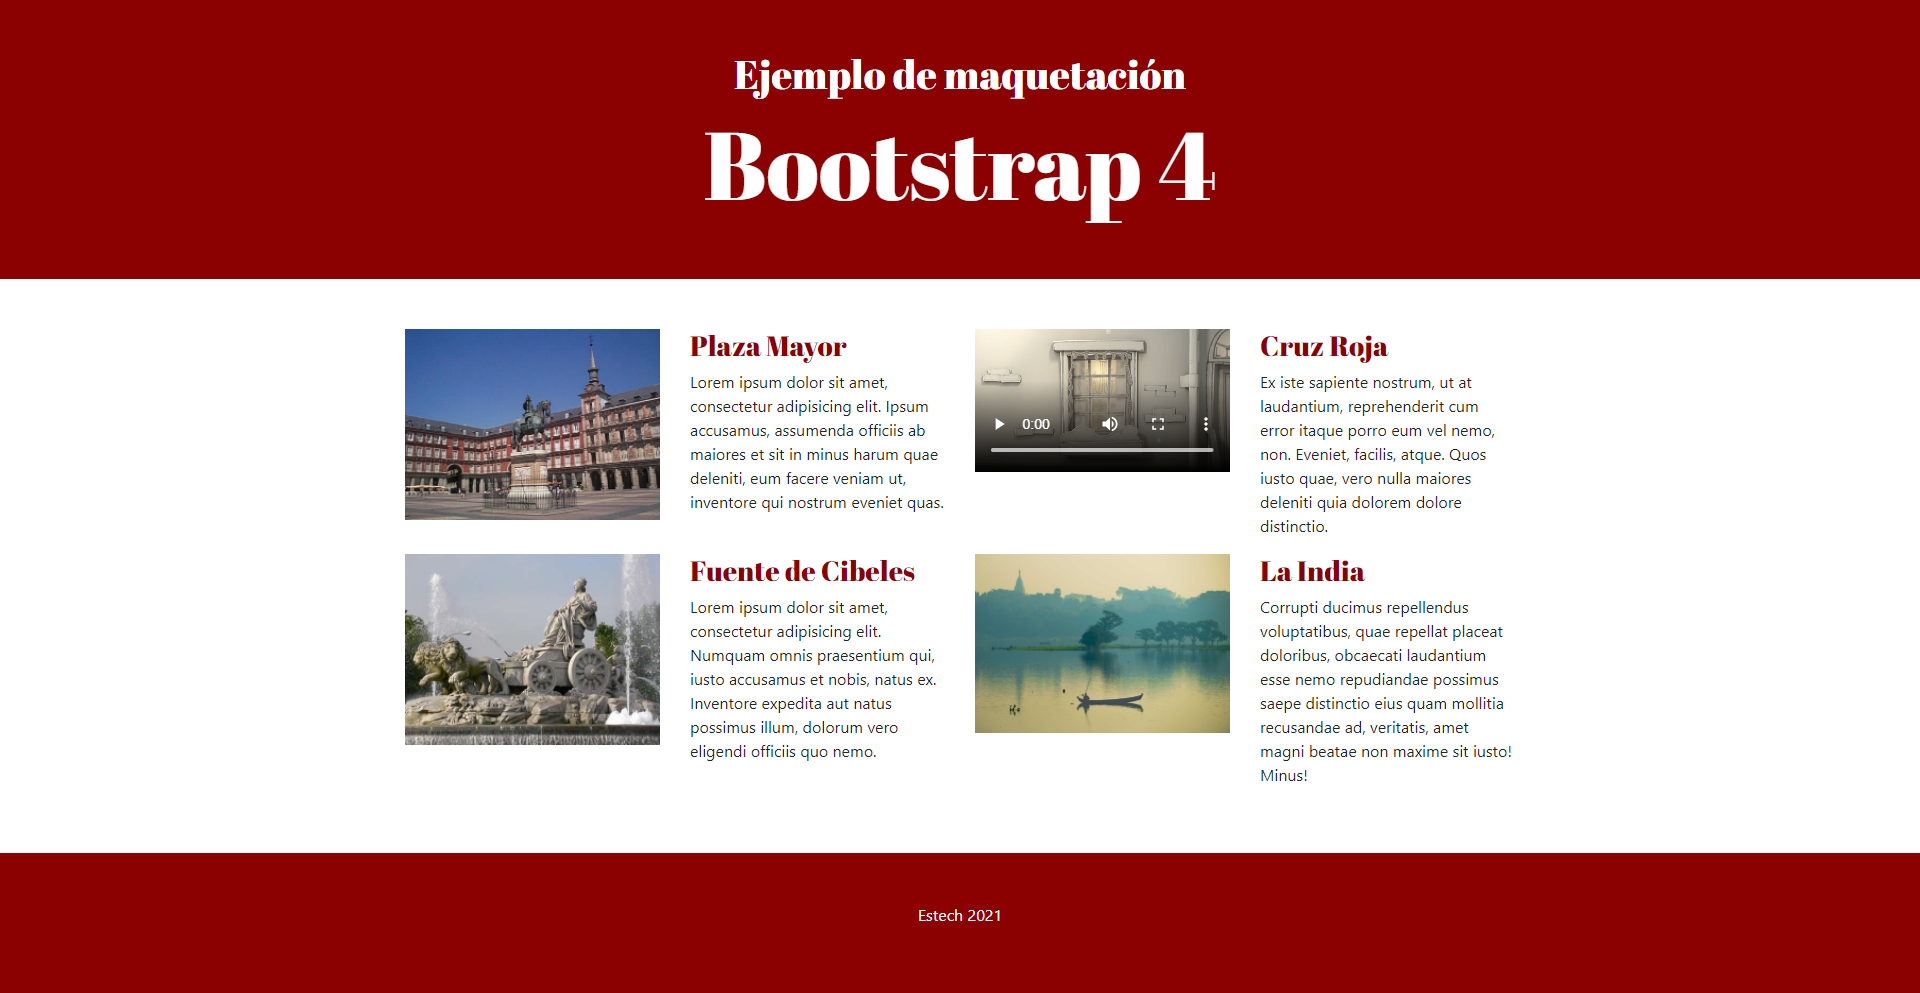 Ejemplo de maquetación
Bootstrap 4
Plaza Mayor
Lorem ipsum dolor sit amet,
consectetur adipisicing elit. Ipsum
accusamus, assumenda officiis ab
maiores et sit in minus harum quae
deleniti, eum facere veniam ut,
inventore qui nostrum eveniet quas.
0:00
Cruz Roja
Ex iste sapiente nostrum, ut at
laudantium, reprehenderit cum
error itaque porro eum vel nemo,
non. Eveniet, facilis, atque. Quos
iusto quae, vero nulla maiores
deleniti quia dolorem dolore
distinctio.
Fuente de Cibeles
Lorem ipsum dolor sit amet,
consectetur adipisicing elit.
Numquam omnis praesentium qui,
iusto accusamus et nobis, natus ex.
Inventore expedita aut natus
possimus illum, dolorum vero
eligendi officiis quo nemo.
La India
Corrupti ducimus repellendus
voluptatibus, quae repellat placeat
doloribus, obcaecati laudantium
esse nemo repudiandae possimus
saepe distinctio eius quam mollitia
recusandae ad, veritatis, amet
magni beatae non maxime sit iusto!
Minus!
Estech 2021